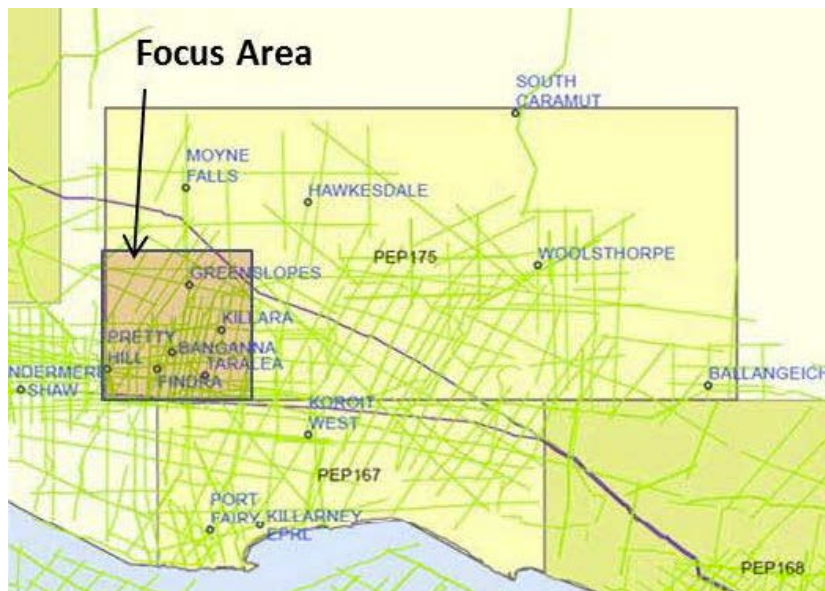 Focus Area
SOUTH
CARAMUT
MOYNE
FALLS
HAWKESDALE
PEP175
WOOLSTHORPE
GREENSLOPES
KILLARA
PRETTY
HILL
BANGANNA
TARALEA
FINDRA
NDERMERE
SHAW
BALLANGEICH
KOROIT
WEST
PEP167
PORT
FAIRY
KILLARNEY
EPRL
PEP168